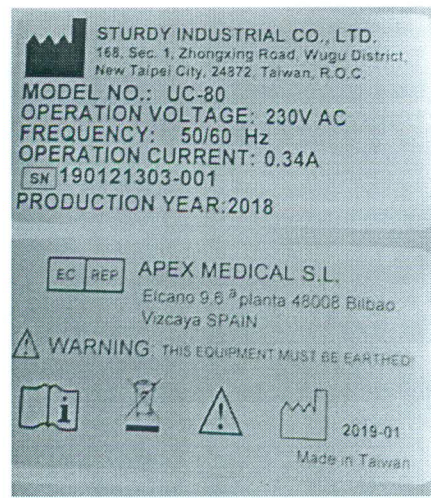 STURDY INDUSTRIAL CO., LTD.
168, Sec. 1, Zhongxing Road, Wugu District,
New Taipei City, 24872, Taiwan, R.O.C.
MODEL NO.: UC-80
OPERATION VOLTAGE: 230V AC
FREQUENCY: 50/60 Hz
OPERATION CURRENT: 0.34A
SN 190121303-001
PRODUCTION YEAR:2018
EC REP APEX MEDICAL S.L.
Elcano 9,6 ª planta 48008 Bilbao
Vizcaya SPAIN
WARNING: THIS EQUIPMENT MUST BE EARTHED!
2019-01
Made in Taiwan